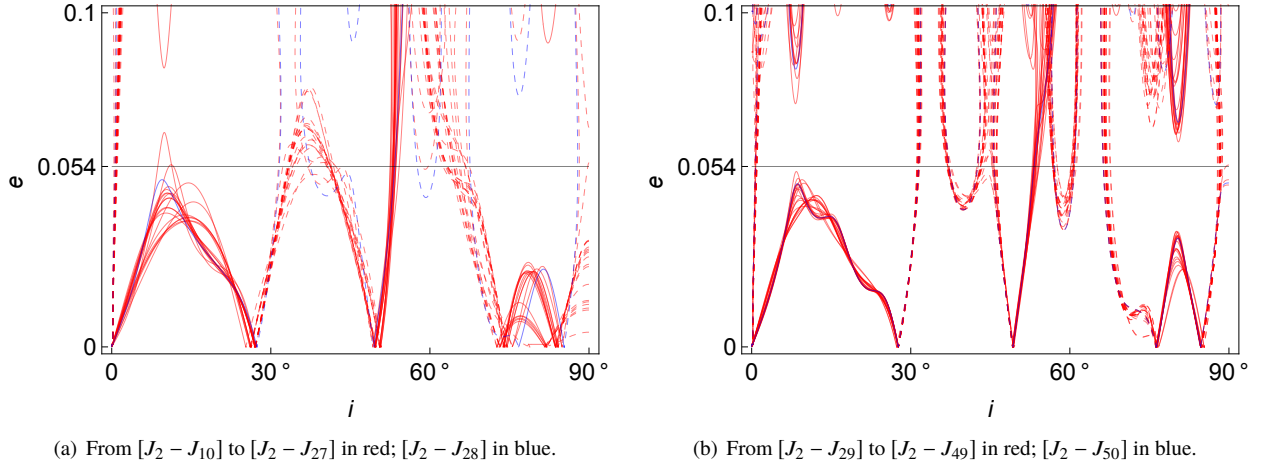 0.1
0.054
e
0
0
30°
60°
90°
i
0.1
0.054
e
0
0
30°
60°
90°
i
(a) From [J₂ − J₁₀] to [J₂ − J₂₇] in red; [J₂ − J₂₈] in blue.
(b) From [J₂ − J₂₉] to [J₂ − J₄₉] in red; [J₂ − J₅₀] in blue.